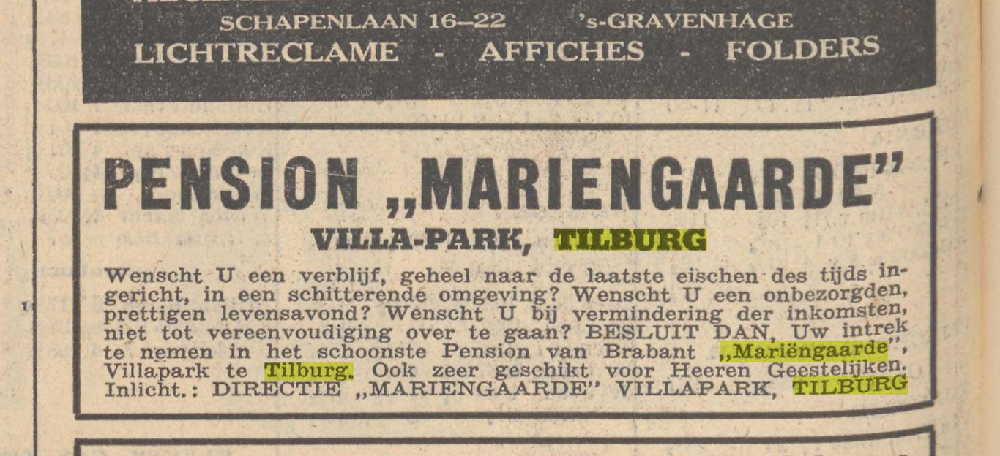 SCHAPENLAAN 16—22 's-GRAVENHAGE
LICHTRECLAME - AFFICHES - FOLDERS
PENSION „MARIENGAARDE”
VILLA-PARK, TILBURG
Wenscht U een verblijf, geheel naar de laatste eischen des tijds in-
gericht, in een schitterende omgeving? Wenscht U een onbezorgden,
prettigen levensavond? Wenscht U bij vermindering der inkomsten,
niet tot vereenvoudiging over te gaan? BESLUIT DAN, Uw intrek
te nemen in het schoonste Pension van Brabant „Mariëngaarde”,
Villapark te Tilburg. Ook zeer geschikt voor Heeren Geestelijken.
Inlicht.: DIRECTIE „MARIENGAARDE” VILLAPARK, TILBURG